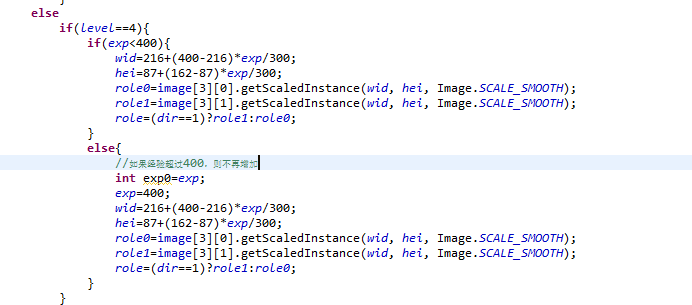 }
else
if(level==4){
if(exp<400){
wid=216+(400-216)*exp/300;
hei=87+(162-87)*exp/300;
role0=image[3][0].getScaledInstance(wid, hei, Image.SCALE_SMOOTH);
role1=image[3][1].getScaledInstance(wid, hei, Image.SCALE_SMOOTH);
role=(dir==1)?role1:role0;
}
else{
//如果经验超过400，则不再增加
int exp0=exp;
exp=400;
wid=216+(400-216)*exp/300;
hei=87+(162-87)*exp/300;
role0=image[3][0].getScaledInstance(wid, hei, Image.SCALE_SMOOTH);
role1=image[3][1].getScaledInstance(wid, hei, Image.SCALE_SMOOTH);
role=(dir==1)?role1:role0;
}
}